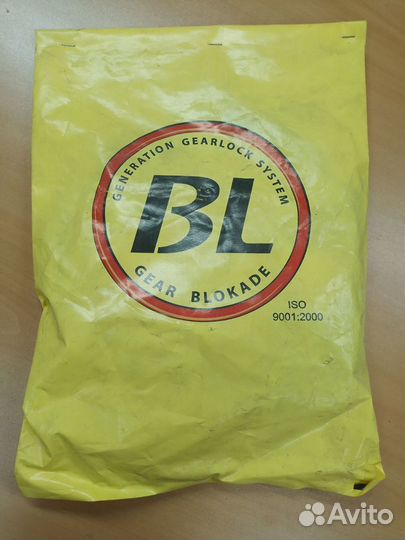 GENERATION GEARLOCK SYSTEM
BL
GEAR BLOKADE
ISO
9001:2000
Avito